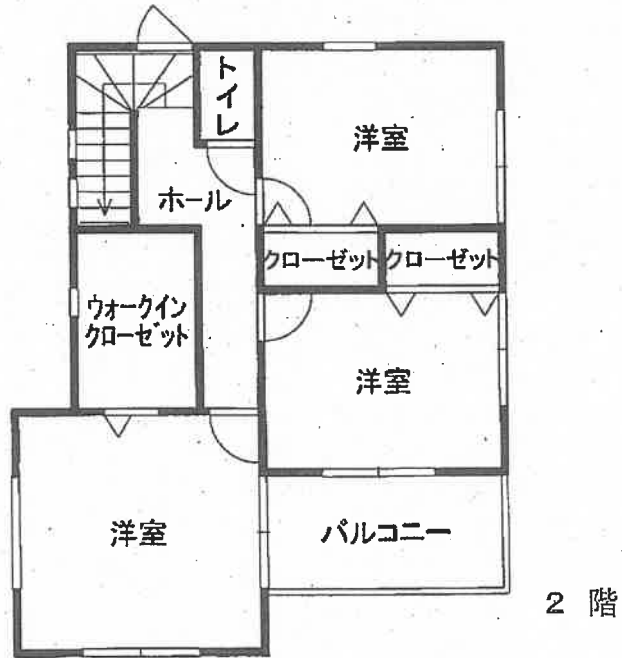 トイレ
洋室
ホール
クローゼット
クローゼット
ウォークイン
クローゼット
洋室
洋室
バルコニー
2 階